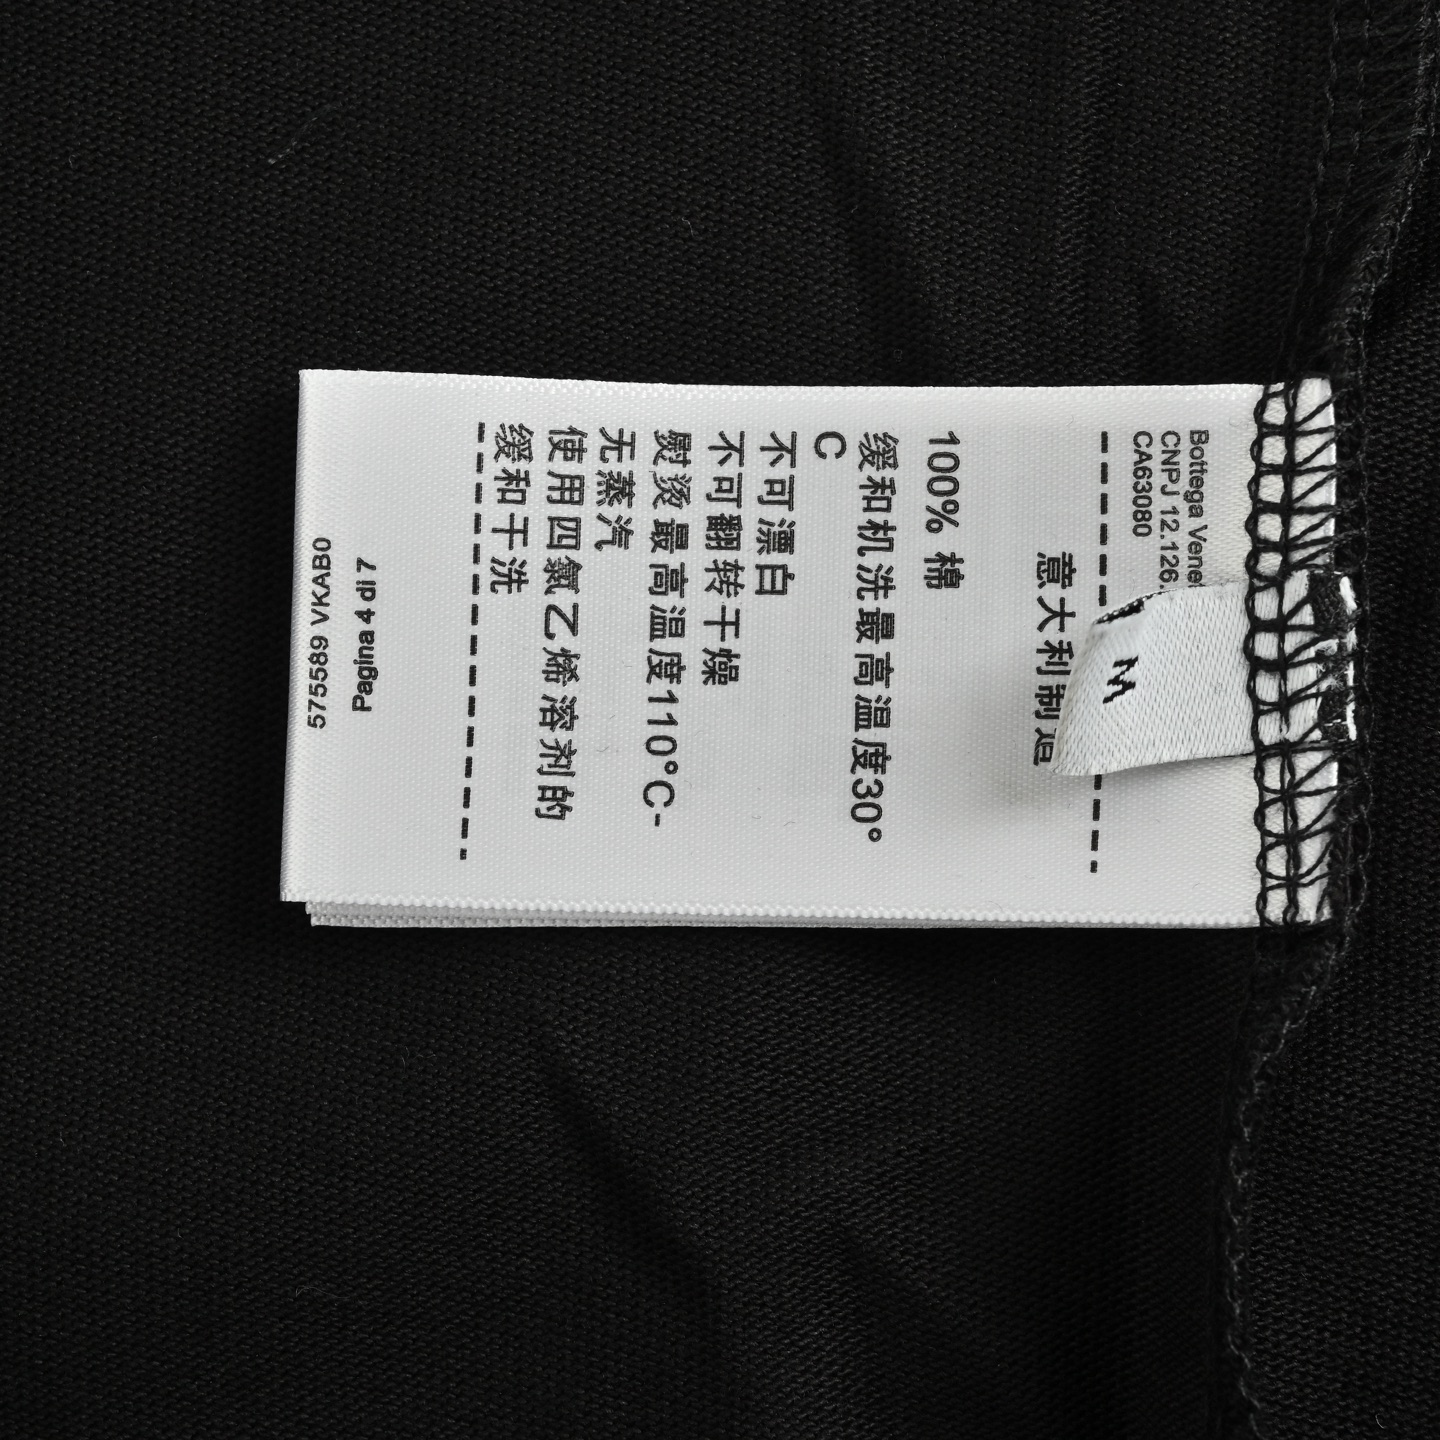 Bottega Vene
CNPJ 12.126.
CA63080
意大利制造
100% 棉
缓和机洗最高温度30°
C
不可漂白
不可翻转干燥
熨烫最高温度110°C-
无蒸汽
使用四氯乙烯溶剂的
缓和干洗
Pagina 4 di 7
575589 VKAB0
M